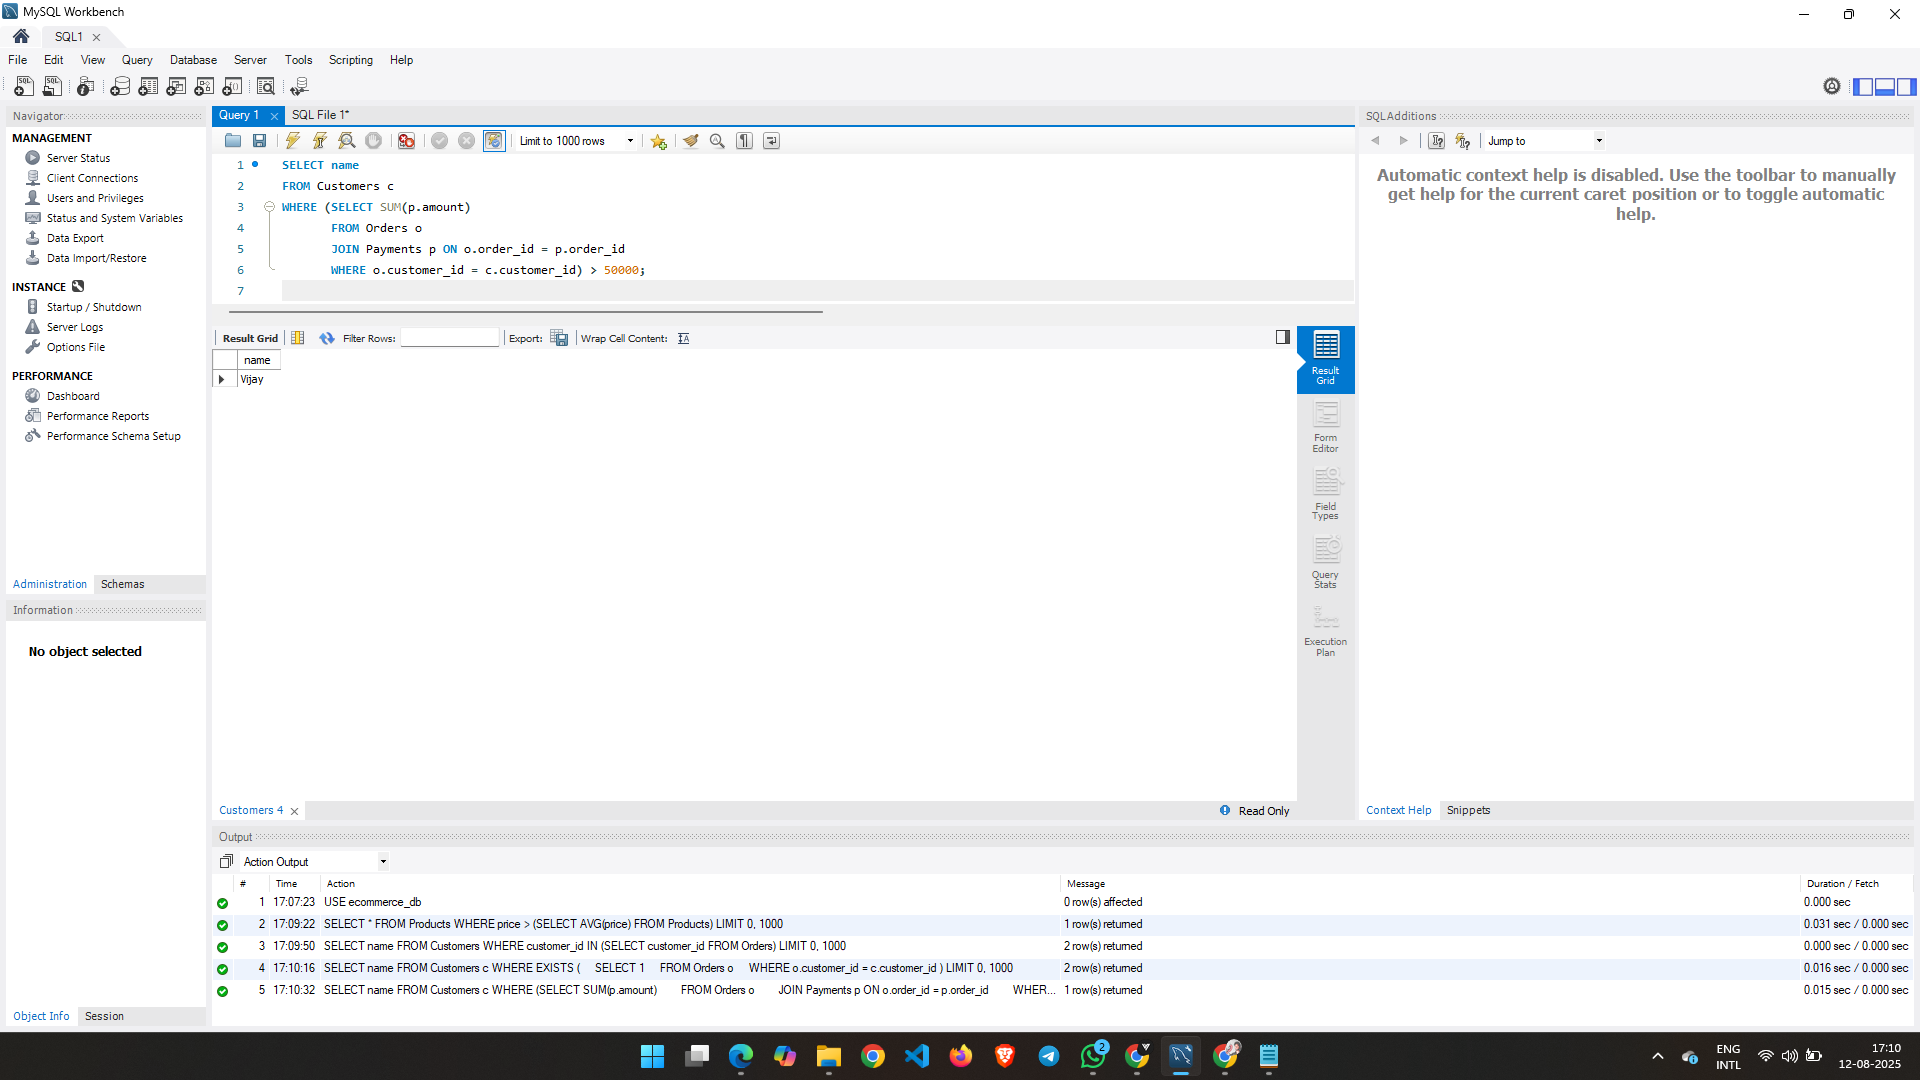 MySQL Workbench
SQL1
File Edit View Query Database Server Tools Scripting Help
Navigator
MANAGEMENT
Server Status
Client Connections
Users and Privileges
Status and System Variables
Data Export
Data Import/Restore
INSTANCE
Startup / Shutdown
Server Logs
Options File
PERFORMANCE
Dashboard
Performance Reports
Performance Schema Setup
Administration Schemas
Information
No object selected
Object Info Session
Query 1 SQL File 1*
Limit to 1000 rows
1 SELECT name
2 FROM Customers c
3 WHERE (SELECT SUM(p.amount)
4 FROM Orders o
5 JOIN Payments p ON o.order_id = p.order_id
6 WHERE o.customer_id = c.customer_id) > 50000;
7
Result Grid Filter Rows: Export: Wrap Cell Content:
name
Vijay
Result Grid
Form Editor
Field Types
Query Stats
Execution Plan
Customers 4 Read Only
SQLAdditions
Jump to
Automatic context help is disabled. Use the toolbar to manually
get help for the current caret position or to toggle automatic
help.
Context Help Snippets
Output
Action Output
# Time Action Message Duration / Fetch
1 17:07:23 USE ecommerce_db 0 row(s) affected 0.000 sec
2 17:09:22 SELECT * FROM Products WHERE price > (SELECT AVG(price) FROM Products) LIMIT 0, 1000 1 row(s) returned 0.031 sec / 0.000 sec
3 17:09:50 SELECT name FROM Customers WHERE customer_id IN (SELECT customer_id FROM Orders) LIMIT 0, 1000 2 row(s) returned 0.000 sec / 0.000 sec
4 17:10:16 SELECT name FROM Customers c WHERE EXISTS ( SELECT 1 FROM Orders o WHERE o.customer_id = c.customer_id ) LIMIT 0, 1000 2 row(s) returned 0.016 sec / 0.000 sec
5 17:10:32 SELECT name FROM Customers c WHERE (SELECT SUM(p.amount) FROM Orders o JOIN Payments p ON o.order_id = p.order_id WHER... 1 row(s) returned 0.015 sec / 0.000 sec
2
ENG
INTL
17:10
12-08-2025